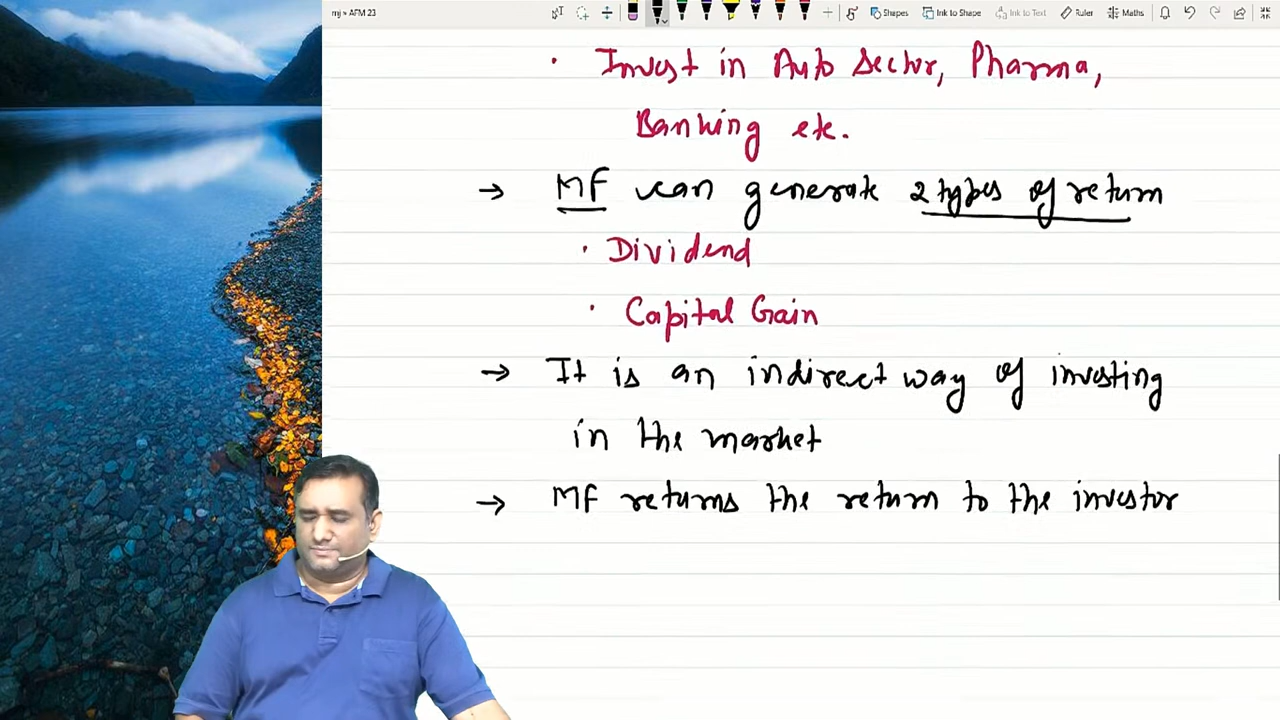 mj » AFM 23
Shapes
Ink to Shape
Ink to Text
Ruler
Maths
· Invest in Auto Sector, Pharma,
Banking etc.
→ MF can generate 2 types of return
· Dividend
· Capital Gain
→ It is an indirect way of investing
in the market
→ MF returns the return to the investor